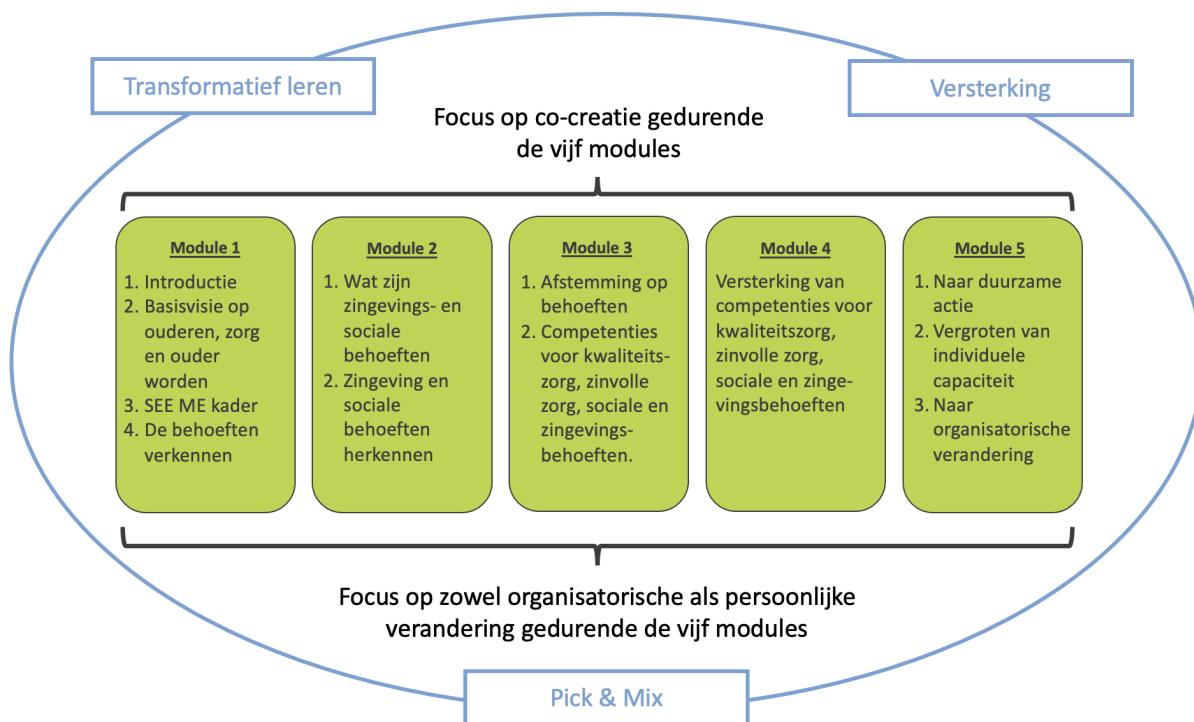 Transformatief leren
Versterking
Focus op co-creatie gedurende
de vijf modules
Module 1
1. Introductie
2. Basisvisie op
ouderen, zorg
en ouder
worden
3. SEE ME kader
4. De behoeften
verkennen
Module 2
1. Wat zijn
zingevings- en
sociale
behoeften
2. Zingeving en
sociale
behoeften
herkennen
Module 3
1. Afstemming op
behoeften
2. Competenties
voor kwaliteits-
zorg, zinvolle
zorg, sociale en
zingevings-
behoeften.
Module 4
Versterking van
competenties voor
kwaliteitszorg,
zinvolle zorg,
sociale en zinge-
vingsbehoeften
Module 5
1. Naar duurzame
actie
2. Vergroten van
individuele
capaciteit
3. Naar
organisatorische
verandering
Focus op zowel organisatorische als persoonlijke
verandering gedurende de vijf modules
Pick & Mix